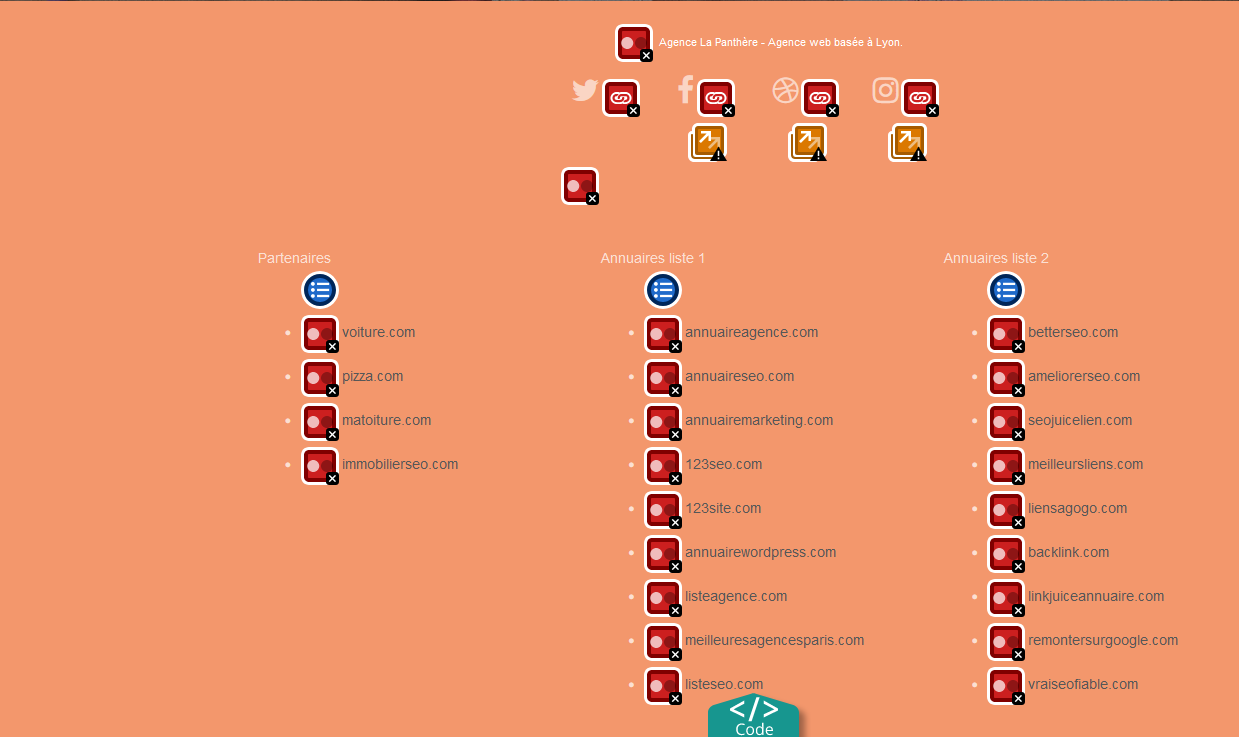 Agence La Panthère - Agence web basée à Lyon.
Partenaires
voiture.com
pizza.com
matoiture.com
immobilierseo.com
Annuaires liste 1
annuaireagence.com
annuaireseo.com
annuairemarketing.com
123seo.com
123site.com
annuairewordpress.com
listeagence.com
meilleuresagencesparis.com
listeseo.com
Annuaires liste 2
betterseo.com
ameliorerseo.com
seojuicelien.com
meilleursliens.com
liensagogo.com
backlink.com
linkjuiceannuaire.com
remontersurgoogle.com
vraiseofiable.com
</>
Code